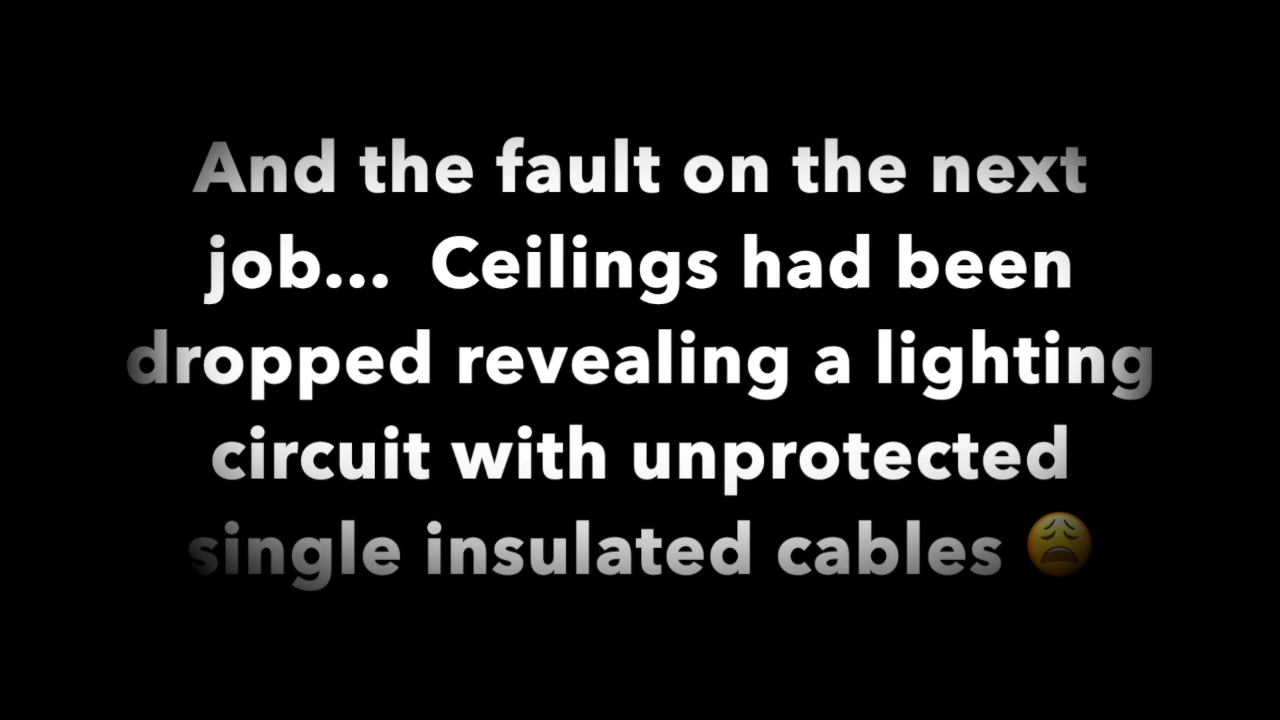 And the fault on the next
job... Ceilings had been
dropped revealing a lighting
circuit with unprotected
single insulated cables 😩